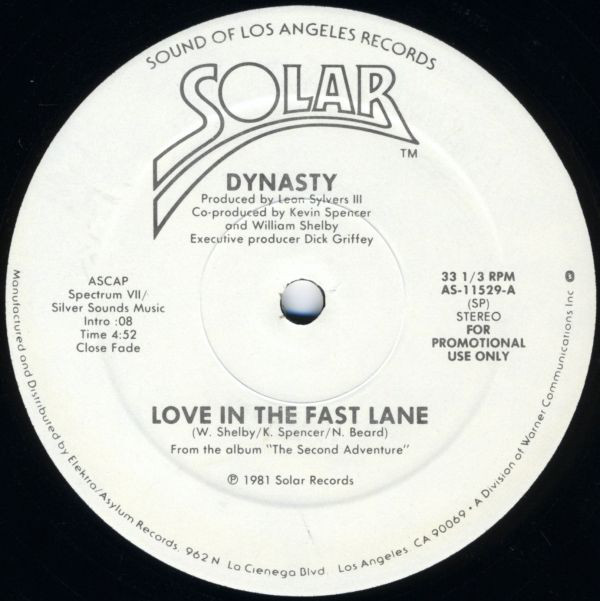 SOUND OF LOS ANGELES RECORDS
SOLAR
TM
DYNASTY
Produced by Leon Sylvers III
Co-produced by Kevin Spencer
and William Shelby
Executive producer Dick Griffey
ASCAP
Spectrum VII/
Silver Sounds Music
Intro :08
Time 4:52
Close Fade
33 1/3 RPM
AS-11529-A
(SP)
STEREO
FOR
PROMOTIONAL
USE ONLY
LOVE IN THE FAST LANE
(W. Shelby/K. Spencer/N. Beard)
From the album "The Second Adventure"
℗ 1981 Solar Records
Manufactured and Distributed by Elektra/Asylum Records, 962 N. La Cienega Blvd. Los Angeles, CA 90069 • A Division of Warner Communications Inc